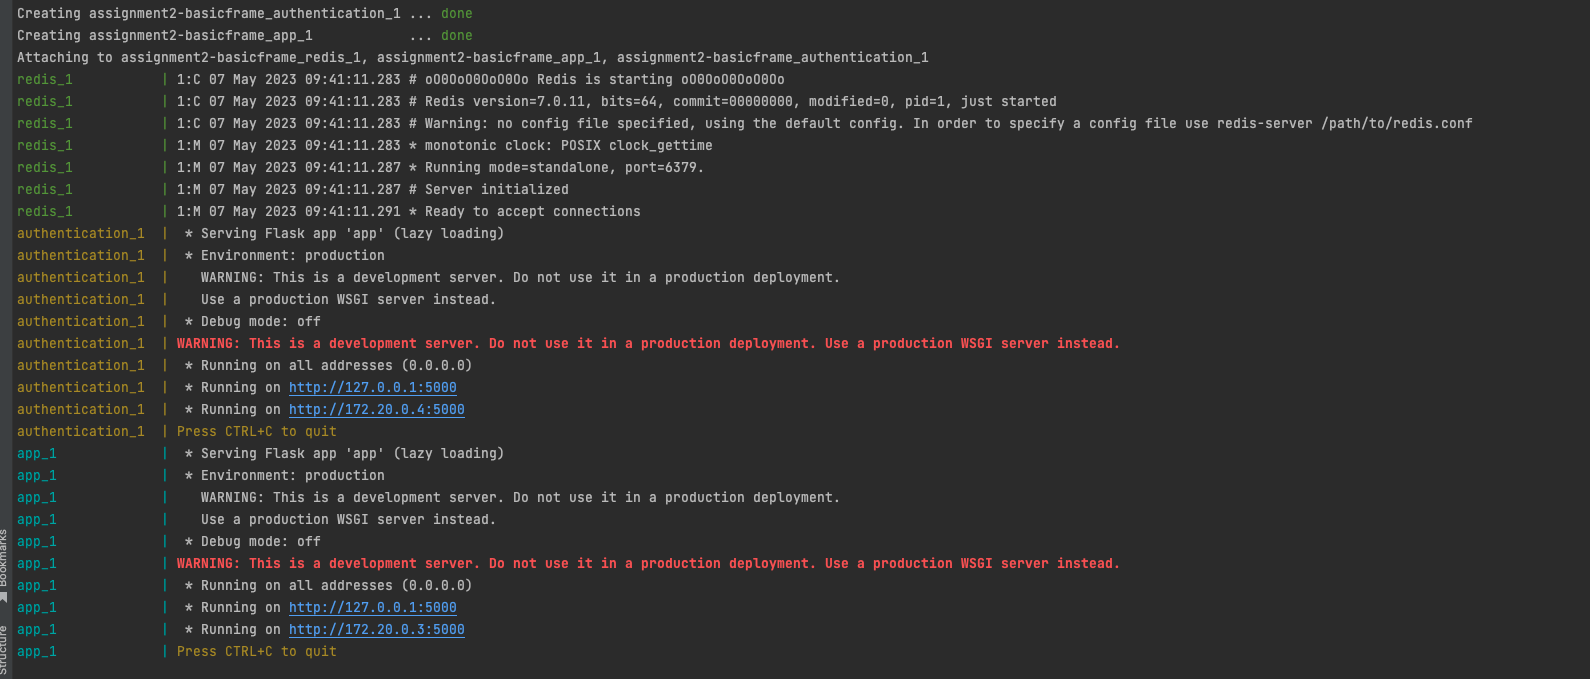 Creating assignment2-basicframe_authentication_1 ... done
Creating assignment2-basicframe_app_1            ... done
Attaching to assignment2-basicframe_redis_1, assignment2-basicframe_app_1, assignment2-basicframe_authentication_1
redis_1           | 1:C 07 May 2023 09:41:11.283 # oO0OoO0OoO0Oo Redis is starting oO0OoO0OoO0Oo
redis_1           | 1:C 07 May 2023 09:41:11.283 # Redis version=7.0.11, bits=64, commit=00000000, modified=0, pid=1, just started
redis_1           | 1:C 07 May 2023 09:41:11.283 # Warning: no config file specified, using the default config. In order to specify a config file use redis-server /path/to/redis.conf
redis_1           | 1:M 07 May 2023 09:41:11.283 * monotonic clock: POSIX clock_gettime
redis_1           | 1:M 07 May 2023 09:41:11.287 * Running mode=standalone, port=6379.
redis_1           | 1:M 07 May 2023 09:41:11.287 # Server initialized
redis_1           | 1:M 07 May 2023 09:41:11.291 * Ready to accept connections
authentication_1  |  * Serving Flask app 'app' (lazy loading)
authentication_1  |  * Environment: production
authentication_1  |    WARNING: This is a development server. Do not use it in a production deployment.
authentication_1  |    Use a production WSGI server instead.
authentication_1  |  * Debug mode: off
authentication_1  | WARNING: This is a development server. Do not use it in a production deployment. Use a production WSGI server instead.
authentication_1  |  * Running on all addresses (0.0.0.0)
authentication_1  |  * Running on http://127.0.0.1:5000
authentication_1  |  * Running on http://172.20.0.4:5000
authentication_1  | Press CTRL+C to quit
app_1             |  * Serving Flask app 'app' (lazy loading)
app_1             |  * Environment: production
app_1             |    WARNING: This is a development server. Do not use it in a production deployment.
app_1             |    Use a production WSGI server instead.
app_1             |  * Debug mode: off
app_1             | WARNING: This is a development server. Do not use it in a production deployment. Use a production WSGI server instead.
app_1             |  * Running on all addresses (0.0.0.0)
app_1             |  * Running on http://127.0.0.1:5000
app_1             |  * Running on http://172.20.0.3:5000
app_1             | Press CTRL+C to quit
Bookmarks
Structure